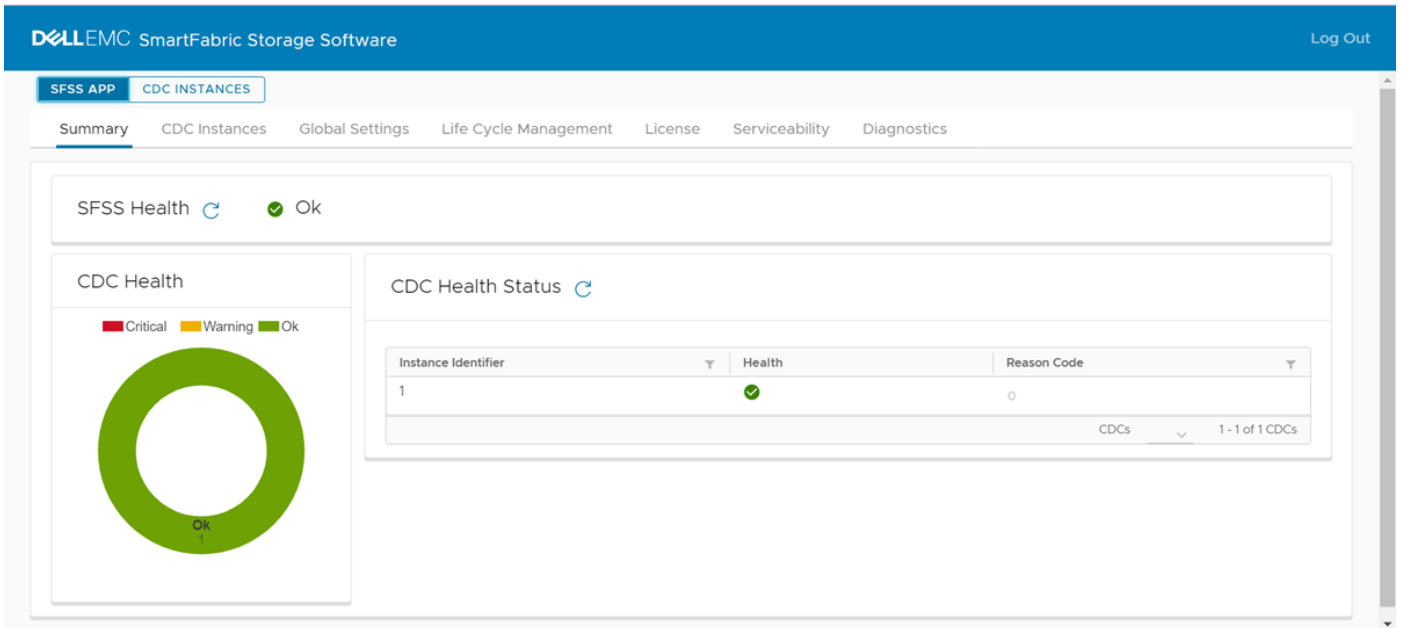 DELLEMC SmartFabric Storage Software
Log Out
SFSS APP CDC INSTANCES
Summary CDC Instances Global Settings Life Cycle Management License Serviceability Diagnostics
SFSS Health Ok
CDC Health
Critical Warning Ok
Ok
1
CDC Health Status
Instance Identifier Health Reason Code
1 0
CDCs 1 - 1 of 1 CDCs